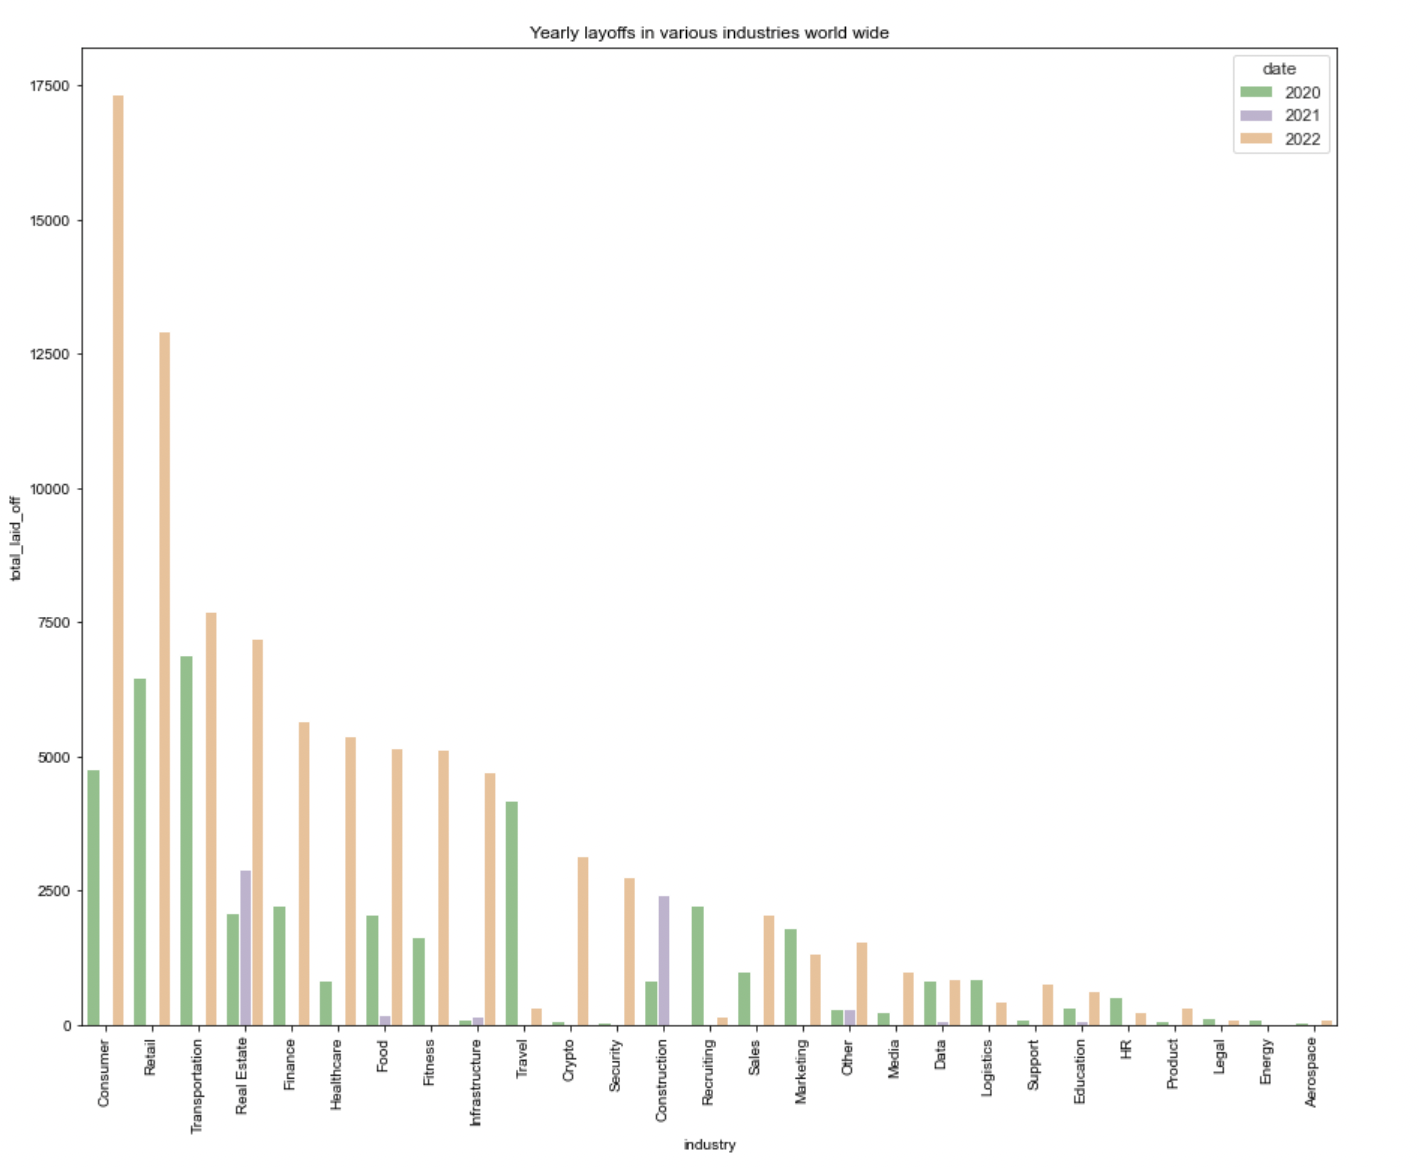 Yearly layoffs in various industries world wide
date
2020
2021
2022
total_laid_off
17500
15000
12500
10000
7500
5000
2500
0
Consumer
Retail
Transportation
Real Estate
Finance
Healthcare
Food
Fitness
Infrastructure
Travel
Crypto
Security
Construction
Recruiting
Sales
Marketing
Other
Media
Data
Logistics
Support
Education
HR
Product
Legal
Energy
Aerospace
industry